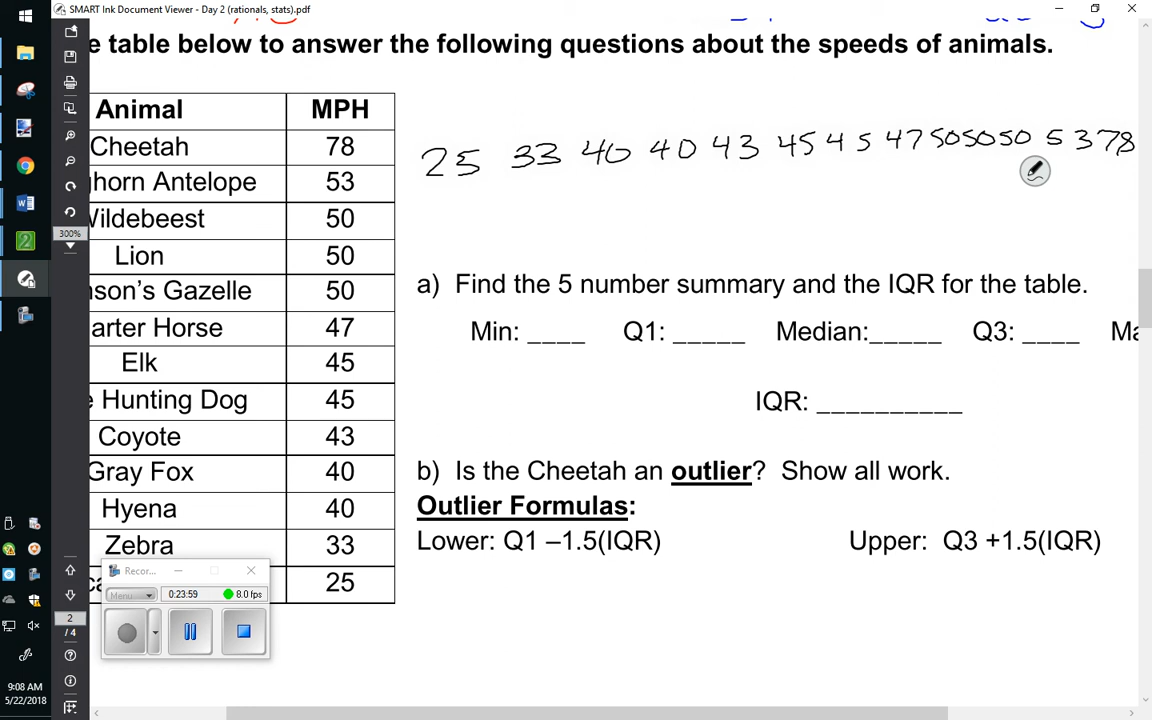 SMART Ink Document Viewer - Day 2 (rationals, stats).pdf
e table below to answer the following questions about the speeds of animals.
Animal MPH
Cheetah 78
ghorn Antelope 53
Wildebeest 50
Lion 50
nson's Gazelle 50
arter Horse 47
Elk 45
e Hunting Dog 45
Coyote 43
Gray Fox 40
Hyena 40
Zebra 33
25
25 33 40 40 43 45 45 47 50 50 50 53 78
a) Find the 5 number summary and the IQR for the table.
Min: ____ Q1: _____ Median:_____ Q3: ____ Ma
IQR: __________
b) Is the Cheetah an outlier? Show all work.
Outlier Formulas:
Lower: Q1 –1.5(IQR) Upper: Q3 +1.5(IQR)
300%
2
/ 4
Recor...
Menu 0:23:59 8.0 fps
9:08 AM
5/22/2018